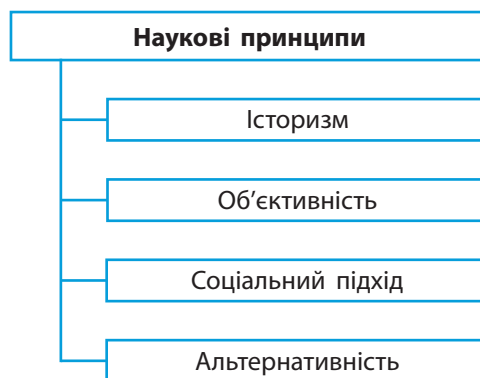 Наукові принципи
Історизм
Об’єктивність
Соціальний підхід
Альтернативність